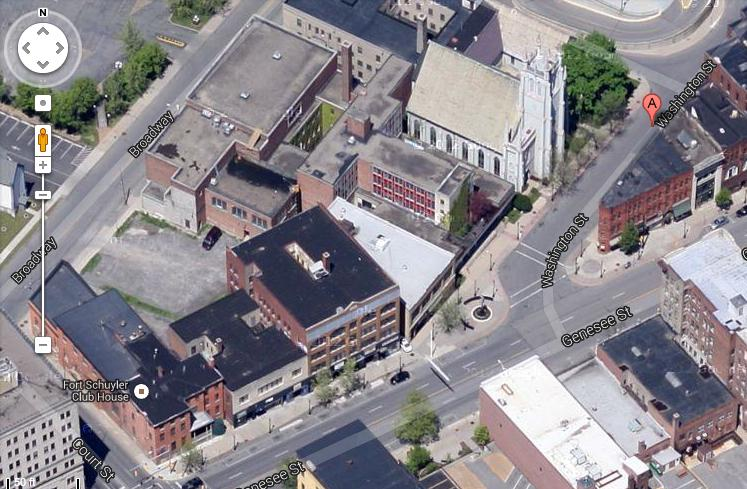 N
A
Washington St
Broadway
Washington St
Broadway
Genesee St
Fort Schuyler
Club House
Court St
Genesee St
50 ft